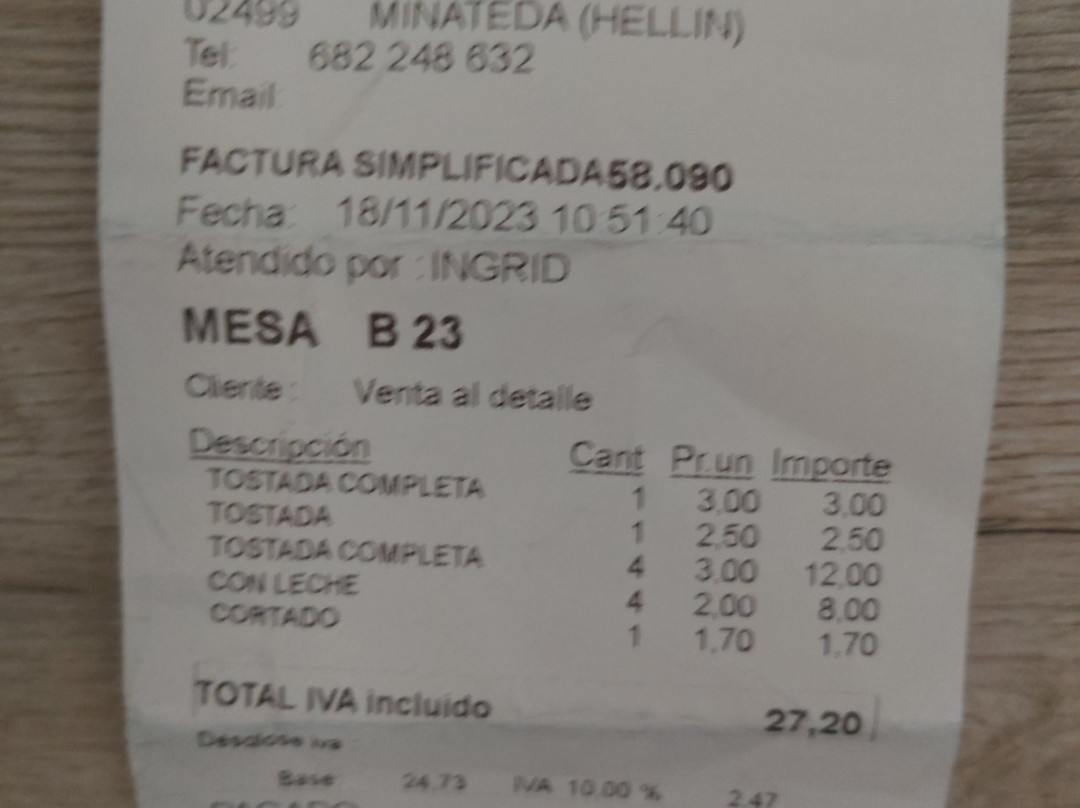 02499 MINATEDA (HELLIN)
Tel: 682 248 632
Email:
FACTURA SIMPLIFICADA58.090
Fecha: 18/11/2023 10:51:40
Atendido por : INGRID
MESA B 23
Cliente : Venta al detalle
Descripción Cant Pr.un Importe
TOSTADA COMPLETA 1 3,00 3,00
TOSTADA 1 2,50 2,50
TOSTADA COMPLETA 4 3,00 12,00
CON LECHE 4 2,00 8,00
CORTADO 1 1,70 1,70
TOTAL IVA incluido 27,20
Desglose iva
Base 24,73 IVA 10.00 % 2,47